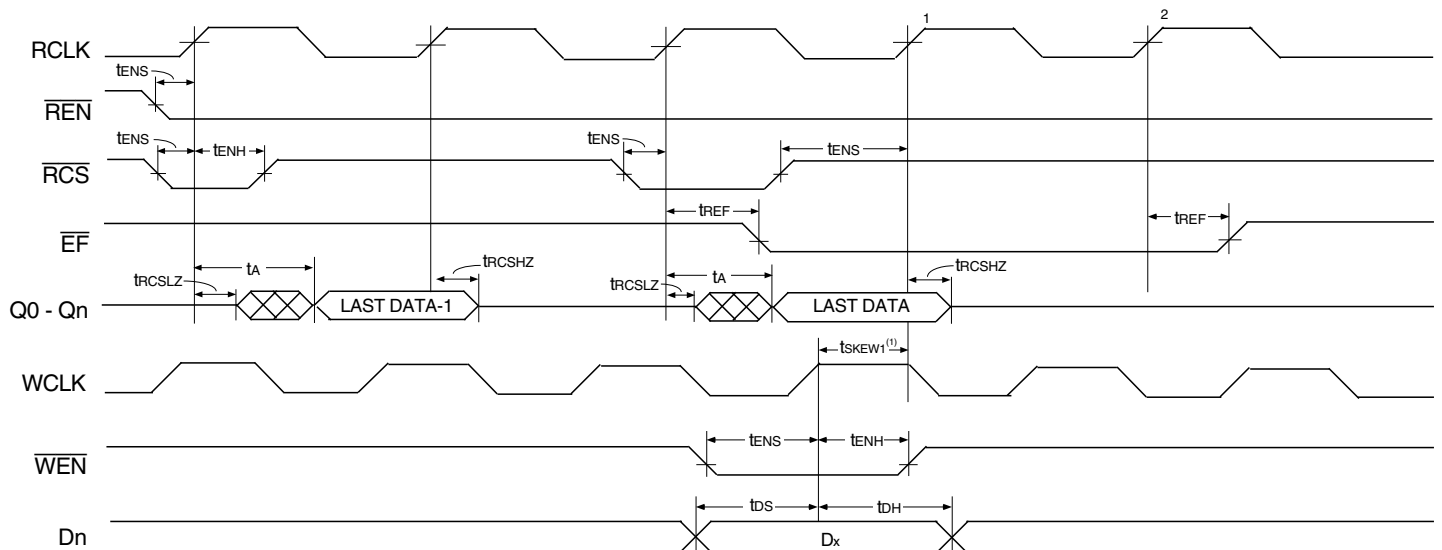 1 2
RCLK
tENS
REN
tENS tENH tENS tENS
RCS
tREF tREF
EF
tRCSLZ tA tRCSHZ tRCSLZ tA tRCSHZ
Q0 - Qn LAST DATA-1 LAST DATA
tSKEW1(1)
WCLK
tENS tENH
WEN
tDS tDH
Dn Dx